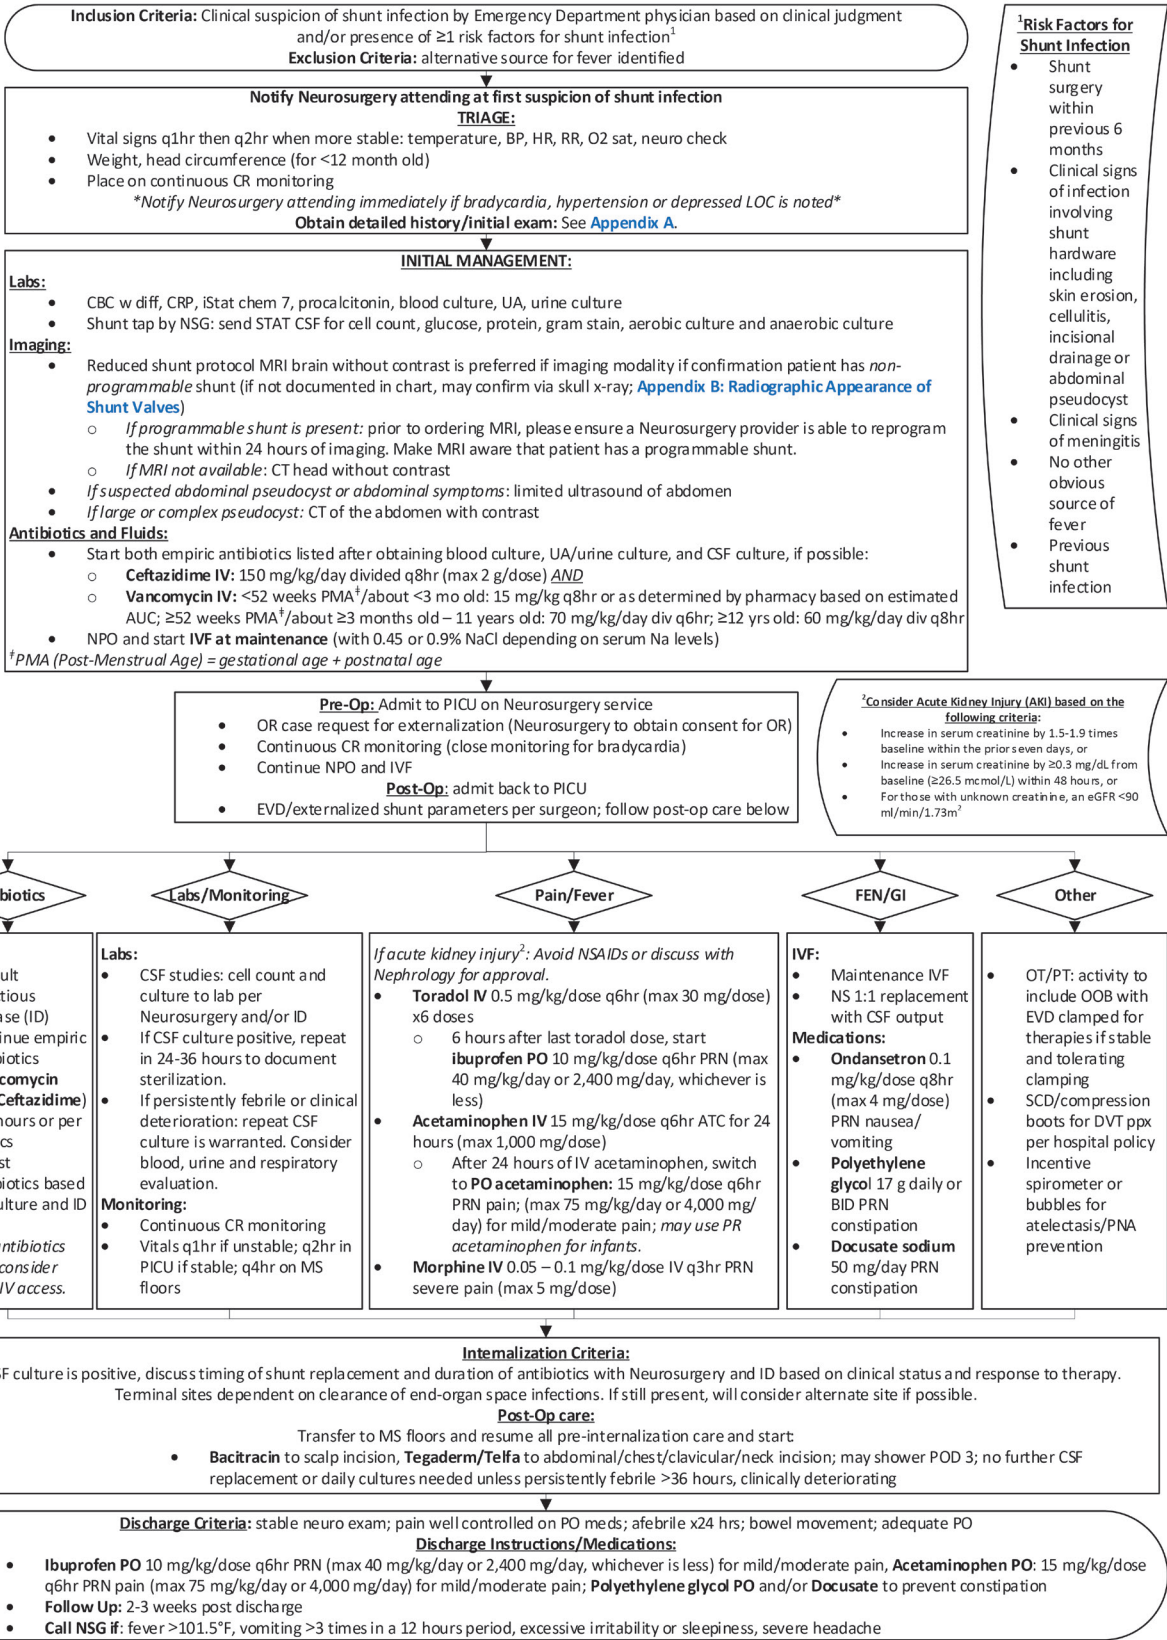 Inclusion Criteria: Clinical suspicion of shunt infection by Emergency Department physician based on clinical judgment
and/or presence of ≥1 risk factors for shunt infection1
Exclusion Criteria: alternative source for fever identified
1Risk Factors for
Shunt Infection
• Shunt
surgery
within
previous 6
months
• Clinical signs
of infection
involving
shunt
hardware
including
skin erosion,
cellulitis,
incisional
drainage or
abdominal
pseudocyst
• Clinical signs
of meningitis
• No other
obvious
source of
fever
• Previous
shunt
infection
Notify Neurosurgery attending at first suspicion of shunt infection
TRIAGE:
• Vital signs q1hr then q2hr when more stable: temperature, BP, HR, RR, O2 sat, neuro check
• Weight, head circumference (for <12 month old)
• Place on continuous CR monitoring
*Notify Neurosurgery attending immediately if bradycardia, hypertension or depressed LOC is noted*
Obtain detailed history/initial exam: See Appendix A.
INITIAL MANAGEMENT:
Labs:
• CBC w diff, CRP, iStat chem 7, procalcitonin, blood culture, UA, urine culture
• Shunt tap by NSG: send STAT CSF for cell count, glucose, protein, gram stain, aerobic culture and anaerobic culture
Imaging:
• Reduced shunt protocol MRI brain without contrast is preferred if imaging modality if confirmation patient has non-
programmable shunt (if not documented in chart, may confirm via skull x-ray; Appendix B: Radiographic Appearance of
Shunt Valves)
○ If programmable shunt is present: prior to ordering MRI, please ensure a Neurosurgery provider is able to reprogram
the shunt within 24 hours of imaging. Make MRI aware that patient has a programmable shunt.
○ If MRI not available: CT head without contrast
• If suspected abdominal pseudocyst or abdominal symptoms: limited ultrasound of abdomen
• If large or complex pseudocyst: CT of the abdomen with contrast
Antibiotics and Fluids:
• Start both empiric antibiotics listed after obtaining blood culture, UA/urine culture, and CSF culture, if possible:
○ Ceftazidime IV: 150 mg/kg/day divided q8hr (max 2 g/dose) AND
○ Vancomycin IV: <52 weeks PMA‡/about <3 mo old: 15 mg/kg q8hr or as determined by pharmacy based on estimated
AUC; ≥52 weeks PMA‡/about ≥3 months old – 11 years old: 70 mg/kg/day div q6hr; ≥12 yrs old: 60 mg/kg/day div q8hr
• NPO and start IVF at maintenance (with 0.45 or 0.9% NaCl depending on serum Na levels)
‡PMA (Post-Menstrual Age) = gestational age + postnatal age
Pre-Op: Admit to PICU on Neurosurgery service
• OR case request for externalization (Neurosurgery to obtain consent for OR)
• Continuous CR monitoring (close monitoring for bradycardia)
• Continue NPO and IVF
Post-Op: admit back to PICU
• EVD/externalized shunt parameters per surgeon; follow post-op care below
2Consider Acute Kidney Injury (AKI) based on the
following criteria:
• Increase in serum creatinine by 1.5-1.9 times
baseline within the prior seven days, or
• Increase in serum creatinine by ≥0.3 mg/dL from
baseline (≥26.5 mcmol/L) within 48 hours, or
• For those with unknown creatinine, an eGFR <90
ml/min/1.73m2
biotics
ult
tious
ase (ID)
inue empiric
biotics
comycin
Ceftazidime)
hours or per
cs
st
biotics based
ulture and ID
antibiotics
consider
IV access.
Labs/Monitoring
Labs:
• CSF studies: cell count and
culture to lab per
Neurosurgery and/or ID
• If CSF culture positive, repeat
in 24-36 hours to document
sterilization.
• If persistently febrile or clinical
deterioration: repeat CSF
culture is warranted. Consider
blood, urine and respiratory
evaluation.
Monitoring:
• Continuous CR monitoring
• Vitals q1hr if unstable; q2hr in
PICU if stable; q4hr on MS
floors
Pain/Fever
If acute kidney injury2: Avoid NSAIDs or discuss with
Nephrology for approval.
• Toradol IV 0.5 mg/kg/dose q6hr (max 30 mg/dose)
x6 doses
○ 6 hours after last toradol dose, start
ibuprofen PO 10 mg/kg/dose q6hr PRN (max
40 mg/kg/day or 2,400 mg/day, whichever is
less)
• Acetaminophen IV 15 mg/kg/dose q6hr ATC for 24
hours (max 1,000 mg/dose)
○ After 24 hours of IV acetaminophen, switch
to PO acetaminophen: 15 mg/kg/dose q6hr
PRN pain; (max 75 mg/kg/day or 4,000 mg/
day) for mild/moderate pain; may use PR
acetaminophen for infants.
• Morphine IV 0.05 – 0.1 mg/kg/dose IV q3hr PRN
severe pain (max 5 mg/dose)
FEN/GI
IVF:
• Maintenance IVF
• NS 1:1 replacement
with CSF output
Medications:
• Ondansetron 0.1
mg/kg/dose q8hr
(max 4 mg/dose)
PRN nausea/
vomiting
• Polyethylene
glycol 17 g daily or
BID PRN
constipation
• Docusate sodium
50 mg/day PRN
constipation
Other
• OT/PT: activity to
include OOB with
EVD clamped for
therapies if stable
and tolerating
clamping
• SCD/compression
boots for DVT ppx
per hospital policy
• Incentive
spirometer or
bubbles for
atelectasis/PNA
prevention
Internalization Criteria:
SF culture is positive, discuss timing of shunt replacement and duration of antibiotics with Neurosurgery and ID based on clinical status and response to therapy.
Terminal sites dependent on clearance of end-organ space infections. If still present, will consider alternate site if possible.
Post-Op care:
Transfer to MS floors and resume all pre-internalization care and start:
• Bacitracin to scalp incision, Tegaderm/Telfa to abdominal/chest/clavicular/neck incision; may shower POD 3; no further CSF
replacement or daily cultures needed unless persistently febrile >36 hours, clinically deteriorating
Discharge Criteria: stable neuro exam; pain well controlled on PO meds; afebrile x24 hrs; bowel movement; adequate PO
Discharge Instructions/Medications:
• Ibuprofen PO 10 mg/kg/dose q6hr PRN (max 40 mg/kg/day or 2,400 mg/day, whichever is less) for mild/moderate pain, Acetaminophen PO: 15 mg/kg/dose
q6hr PRN pain (max 75 mg/kg/day or 4,000 mg/day) for mild/moderate pain; Polyethylene glycol PO and/or Docusate to prevent constipation
• Follow Up: 2-3 weeks post discharge
• Call NSG if: fever >101.5°F, vomiting >3 times in a 12 hours period, excessive irritability or sleepiness, severe headache